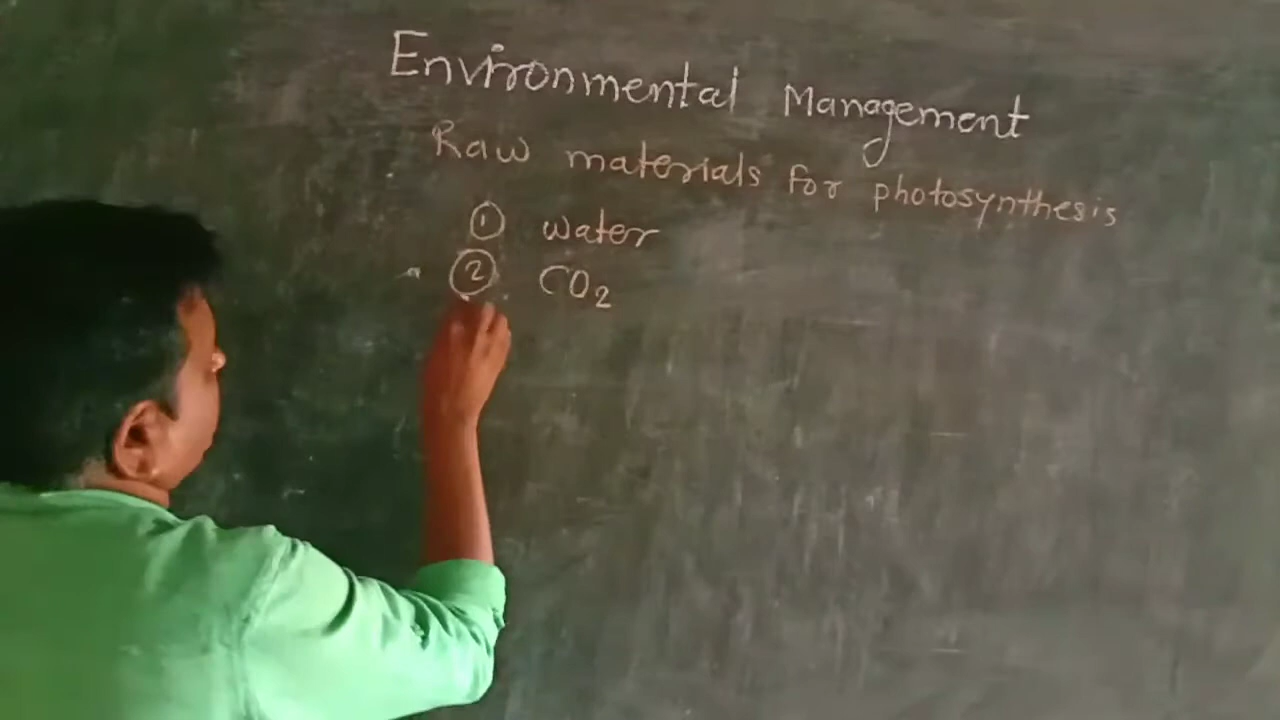 Environmental Management
Raw materials for photosynthesis
① water
② CO₂